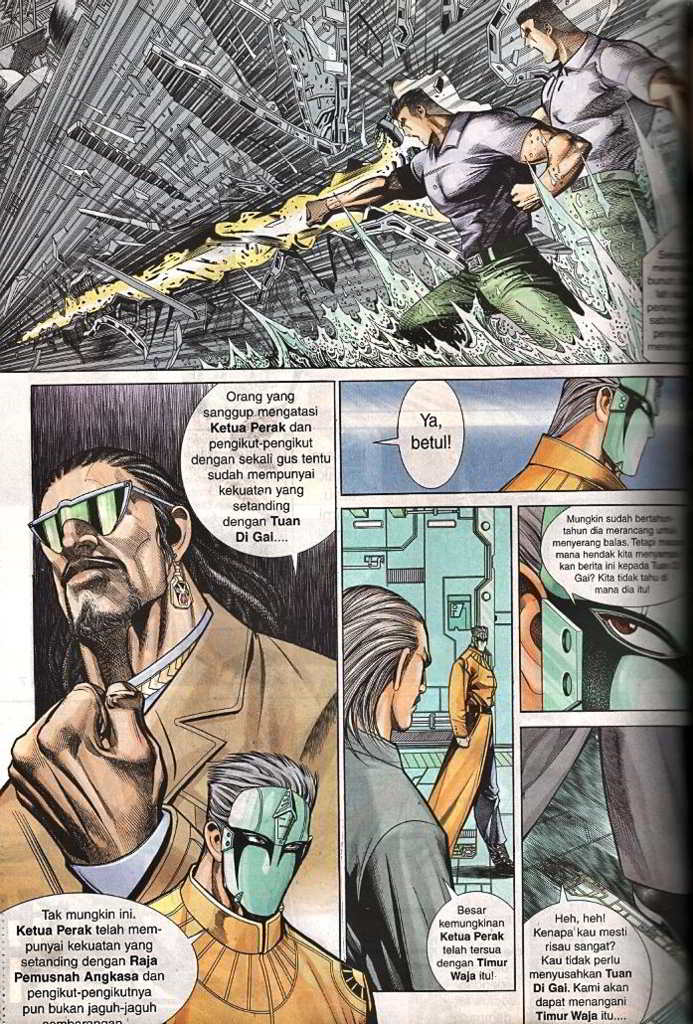 Orang yang
sanggup mengatasi
Ketua Perak dan
pengikut-pengikut
dengan sekali gus tentu
sudah mempunyai
kekuatan yang
setanding
dengan Tuan
Di Gai....
Ya,
betul!
Mungkin sudah bertahun-
tahun dia merancang untuk
menyerang balas. Tetapi
mana hendak kita
kan berita ini kepada Tuan Di
Gai? Kita tidak tahu di
mana dia itu!
Tak mungkin ini.
Ketua Perak telah mem-
punyai kekuatan yang
setanding dengan Raja
Pemusnah Angkasa dan
pengikut-pengikutnya
pun bukan jaguh-jaguh
sembarangan
Besar
kemungkinan
Ketua Perak
telah tersua
dengan Timur
Waja itu!
Heh, heh!
Kenapa kau mesti
risau sangat?
Kau tidak perlu
menyusahkan Tuan
Di Gai. Kami akan
dapat menangani
Timur Waja itu....